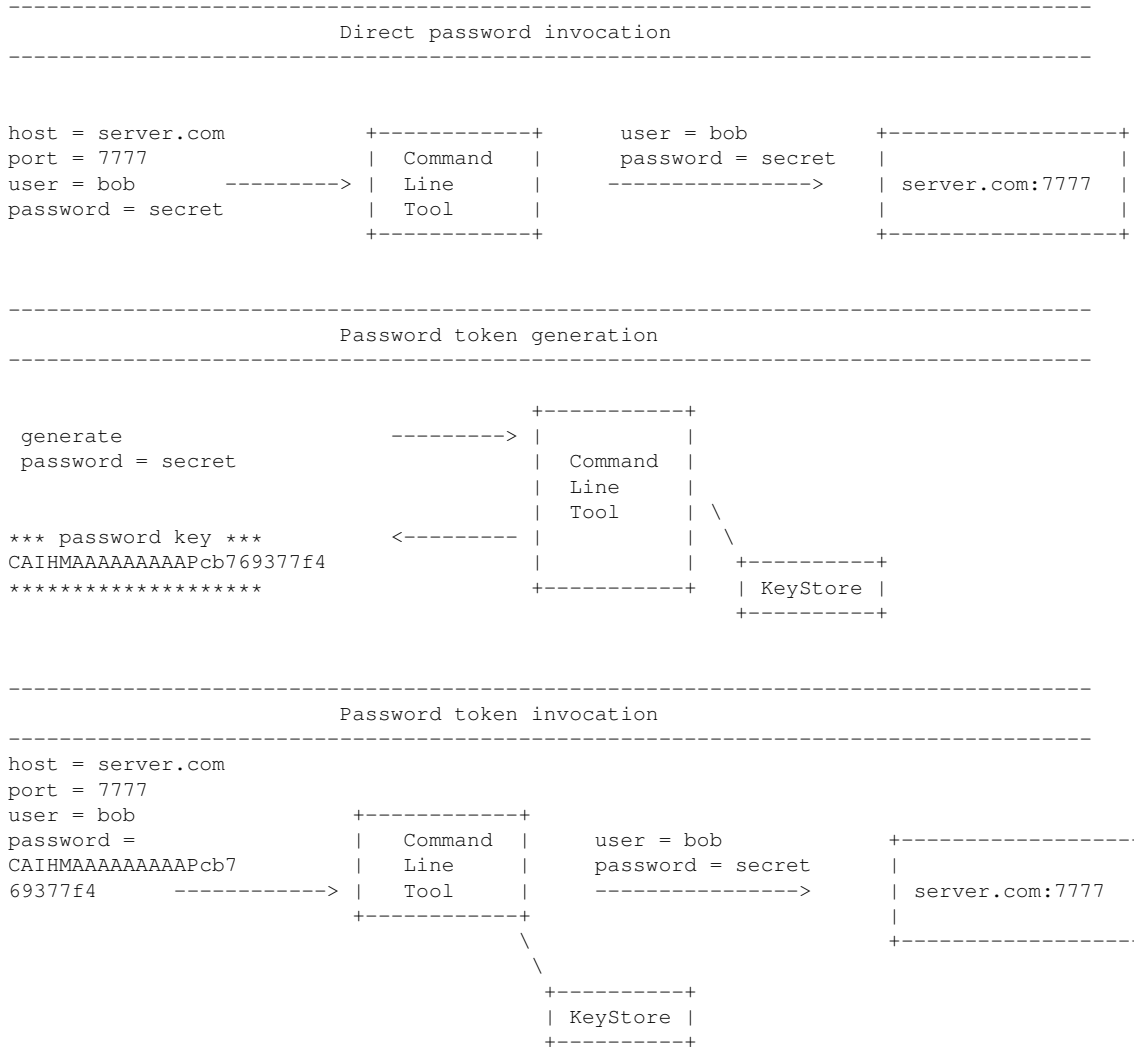 --------------------------------------------------------------------------------------
Direct password invocation
--------------------------------------------------------------------------------------
host = server.com +------------+ user = bob +------------------+
port = 7777 | Command | password = secret | |
user = bob ---------> | Line | ----------------> | server.com:7777 |
password = secret | Tool | | |
+------------+ +------------------+
--------------------------------------------------------------------------------------
Password token generation
--------------------------------------------------------------------------------------
+-----------+
generate ---------> | |
password = secret | Command |
| Line |
| Tool | \
*** password key *** <--------- | | \
CAIHMAAAAAAAAAPcb769377f4 | | +----------+
******************** +-----------+ | KeyStore |
+----------+
--------------------------------------------------------------------------------------
Password token invocation
--------------------------------------------------------------------------------------
host = server.com
port = 7777
user = bob +------------+
password = | Command | user = bob +------------------
CAIHMAAAAAAAAAPcb7 | Line | password = secret |
69377f4 ------------> | Tool | ----------------> | server.com:7777
+------------+ |
\ +------------------
\
+----------+
| KeyStore |
+----------+